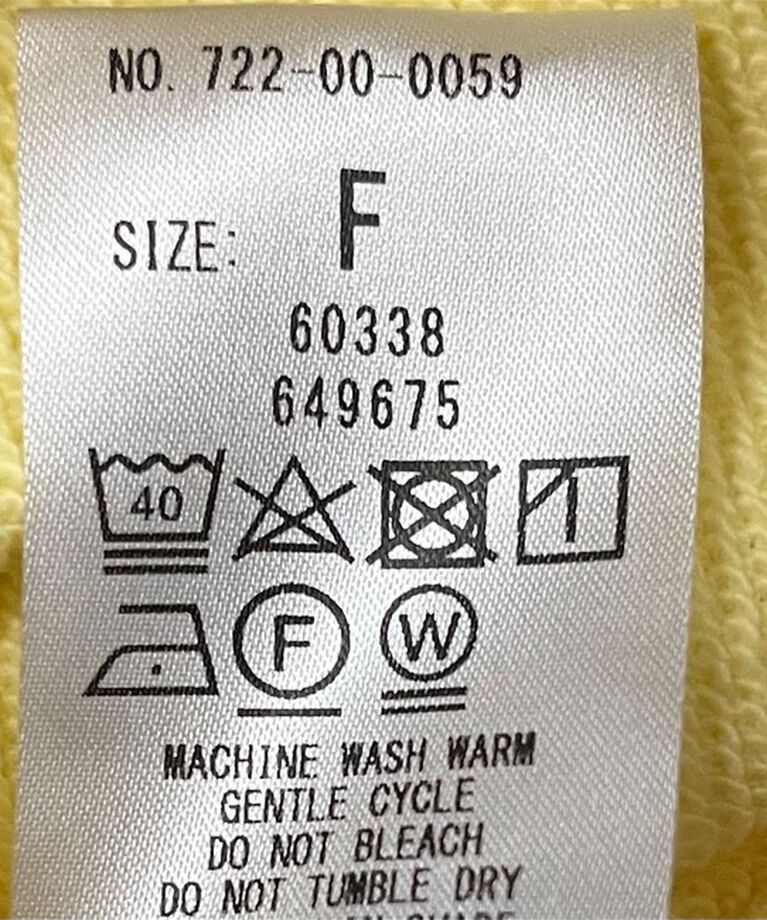 NO. 722-00-0059
SIZE: F
60338
649675
40
F W
MACHINE WASH WARM
GENTLE CYCLE
DO NOT BLEACH
DO NOT TUMBLE DRY